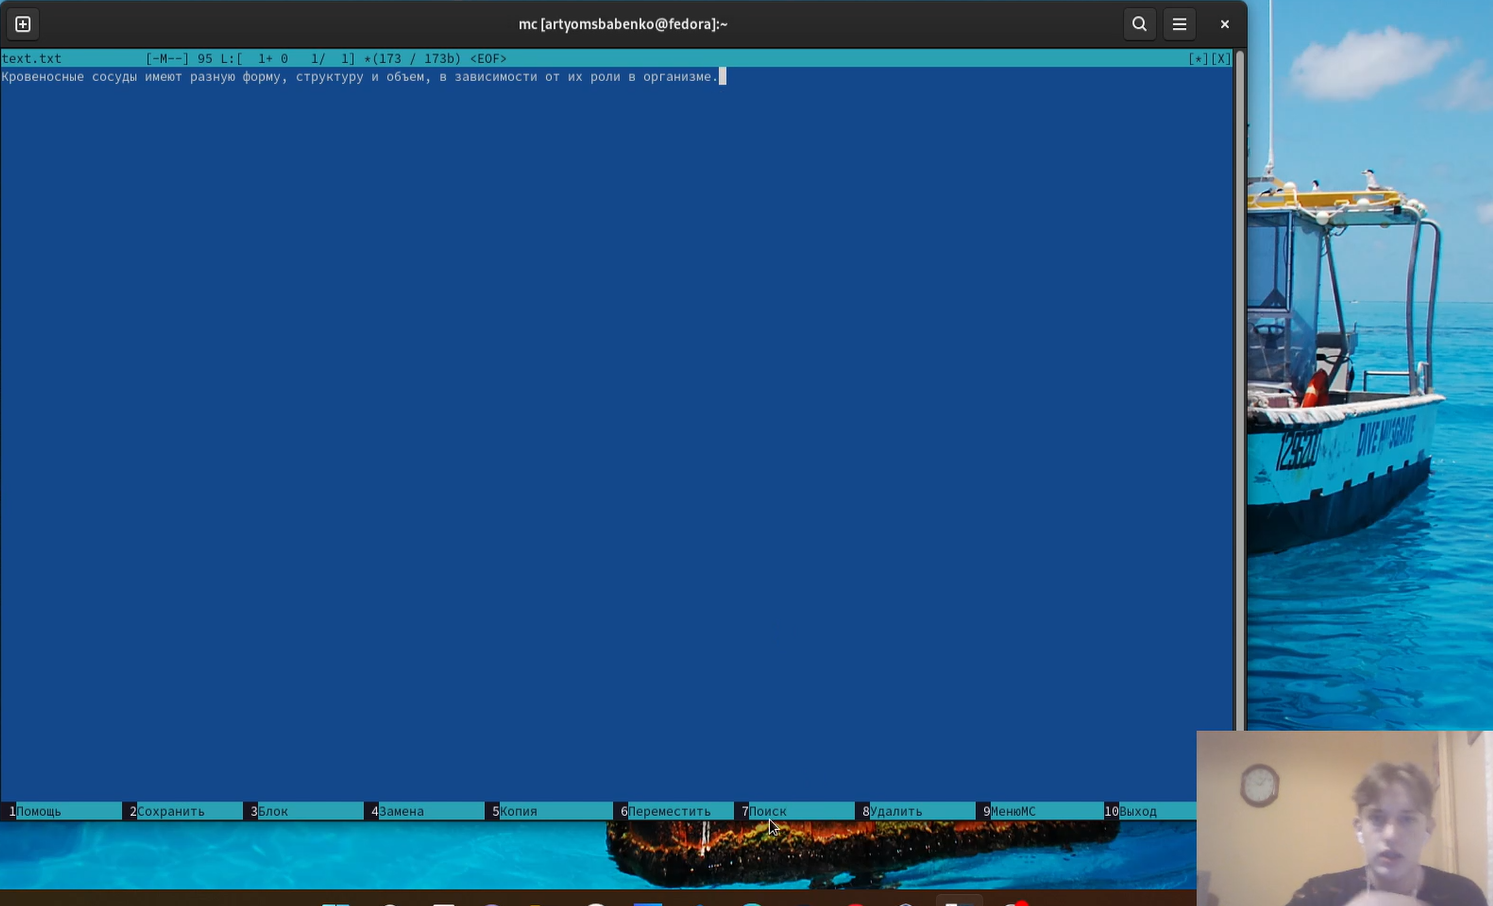 mc [artyomsbabenko@fedora]:~
text.txt [-M--] 95 L:[ 1+ 0 1/ 1] *(173 / 173b) <EOF> [*][X]
Кровеносные сосуды имеют разную форму, структуру и объем, в зависимости от их роли в организме.
1Помощь 2Сохранить 3Блок 4Замена 5Копия 6Переместить 7Поиск 8Удалить 9МенюMC 10Выход